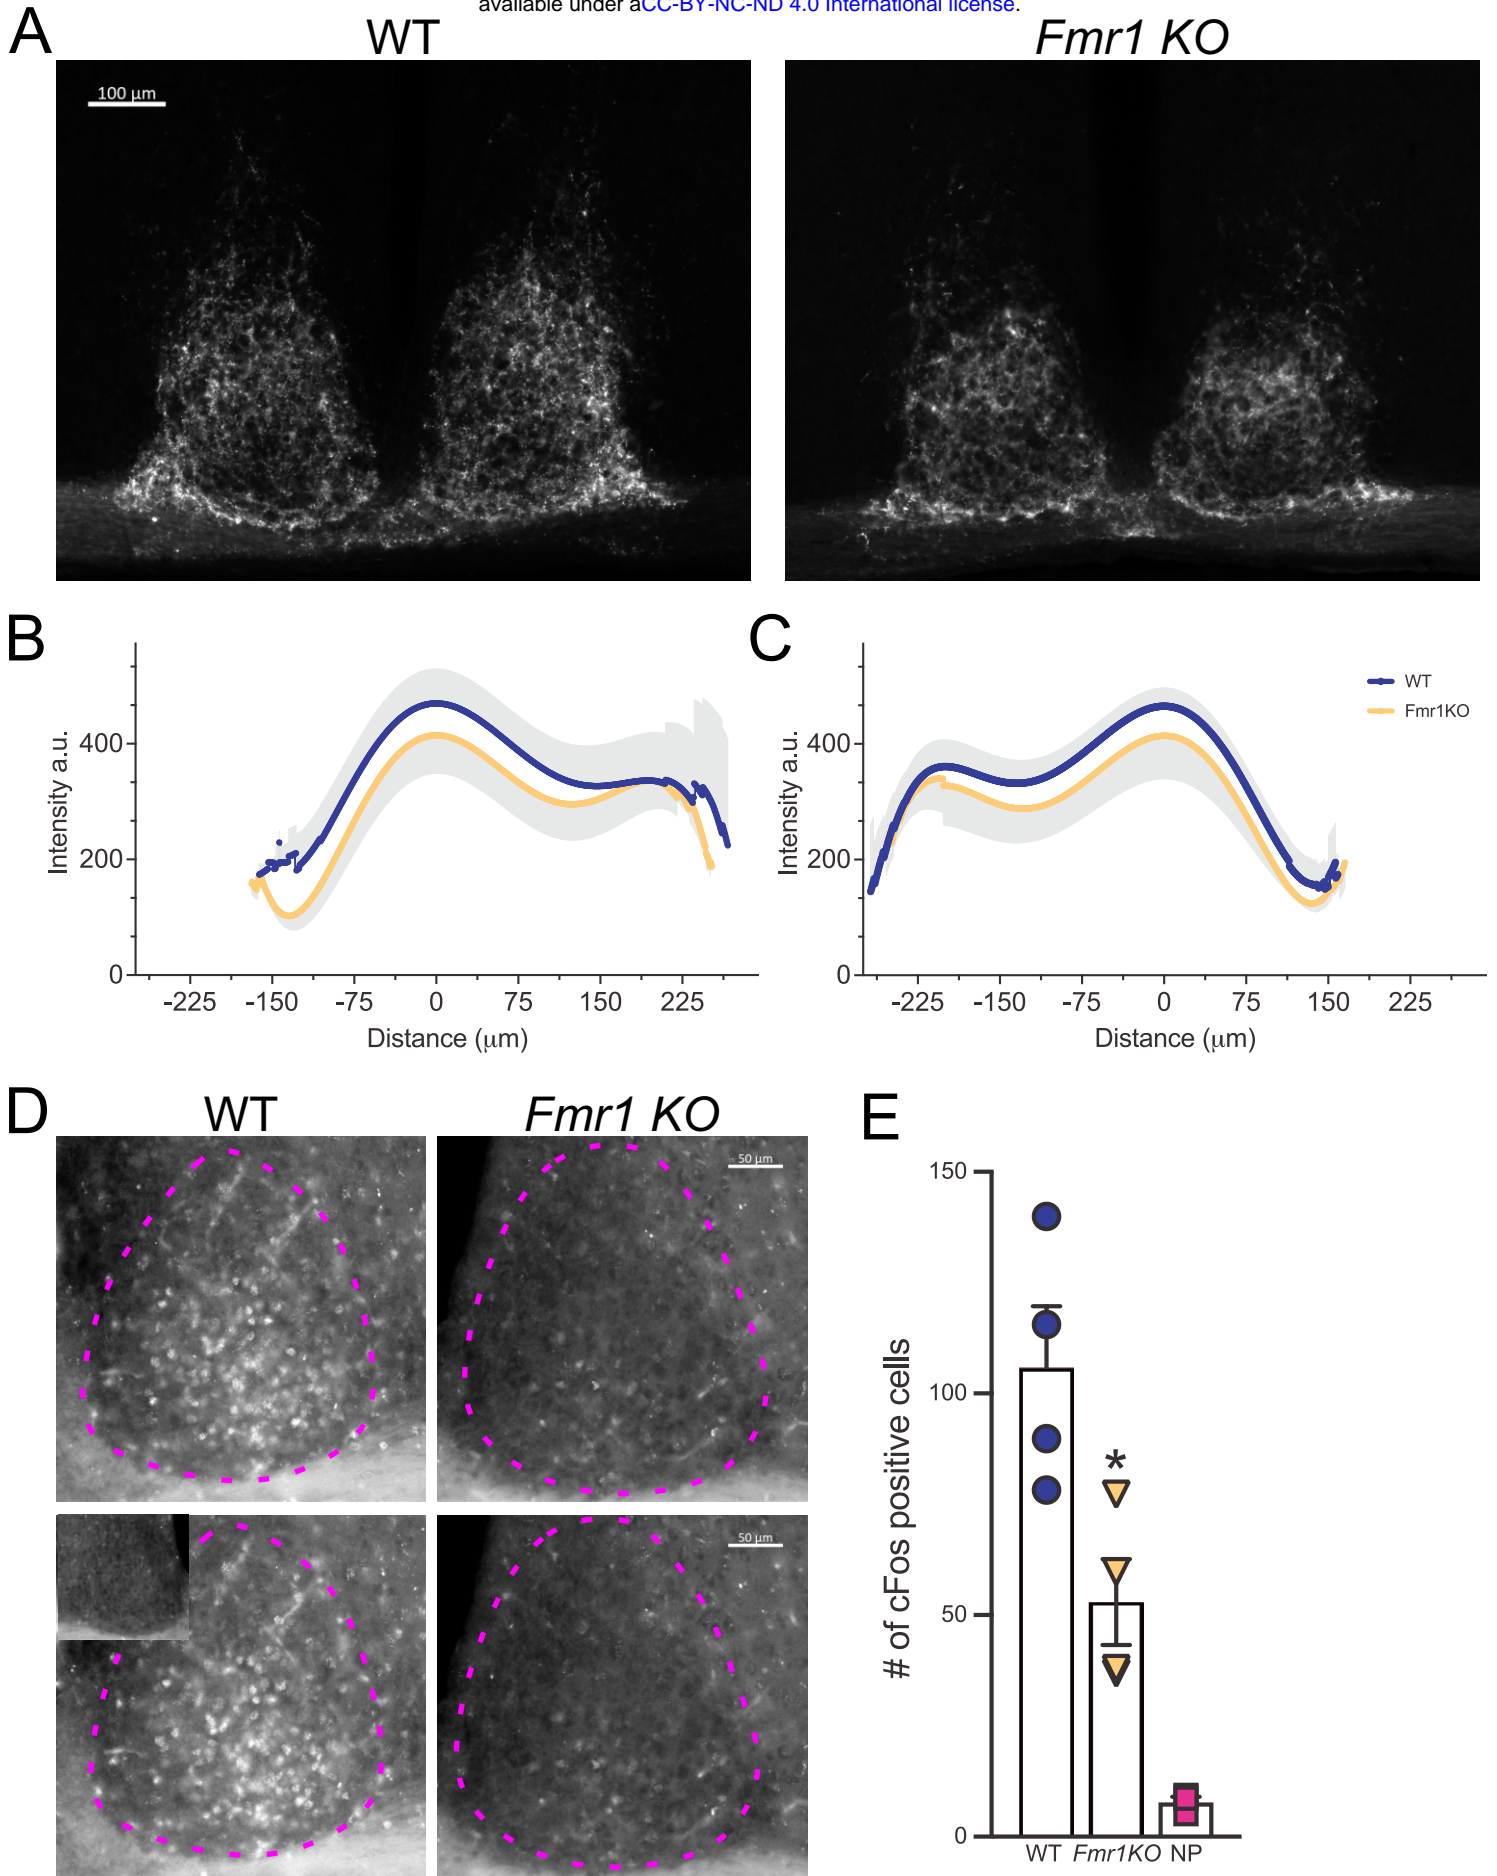 available under aCC-BY-NC-ND 4.0 International license.
A
WT
Fmr1 KO
100 µm
B
Intensity a.u.
400
200
0
-225 -150 -75 0 75 150 225
Distance (µm)
C
WT
Fmr1KO
Intensity a.u.
400
200
0
-225 -150 -75 0 75 150 225
Distance (µm)
D
WT
Fmr1 KO
50 µm
50 µm
E
# of cFos positive cells
150
100
50
0
*
WT Fmr1KO NP